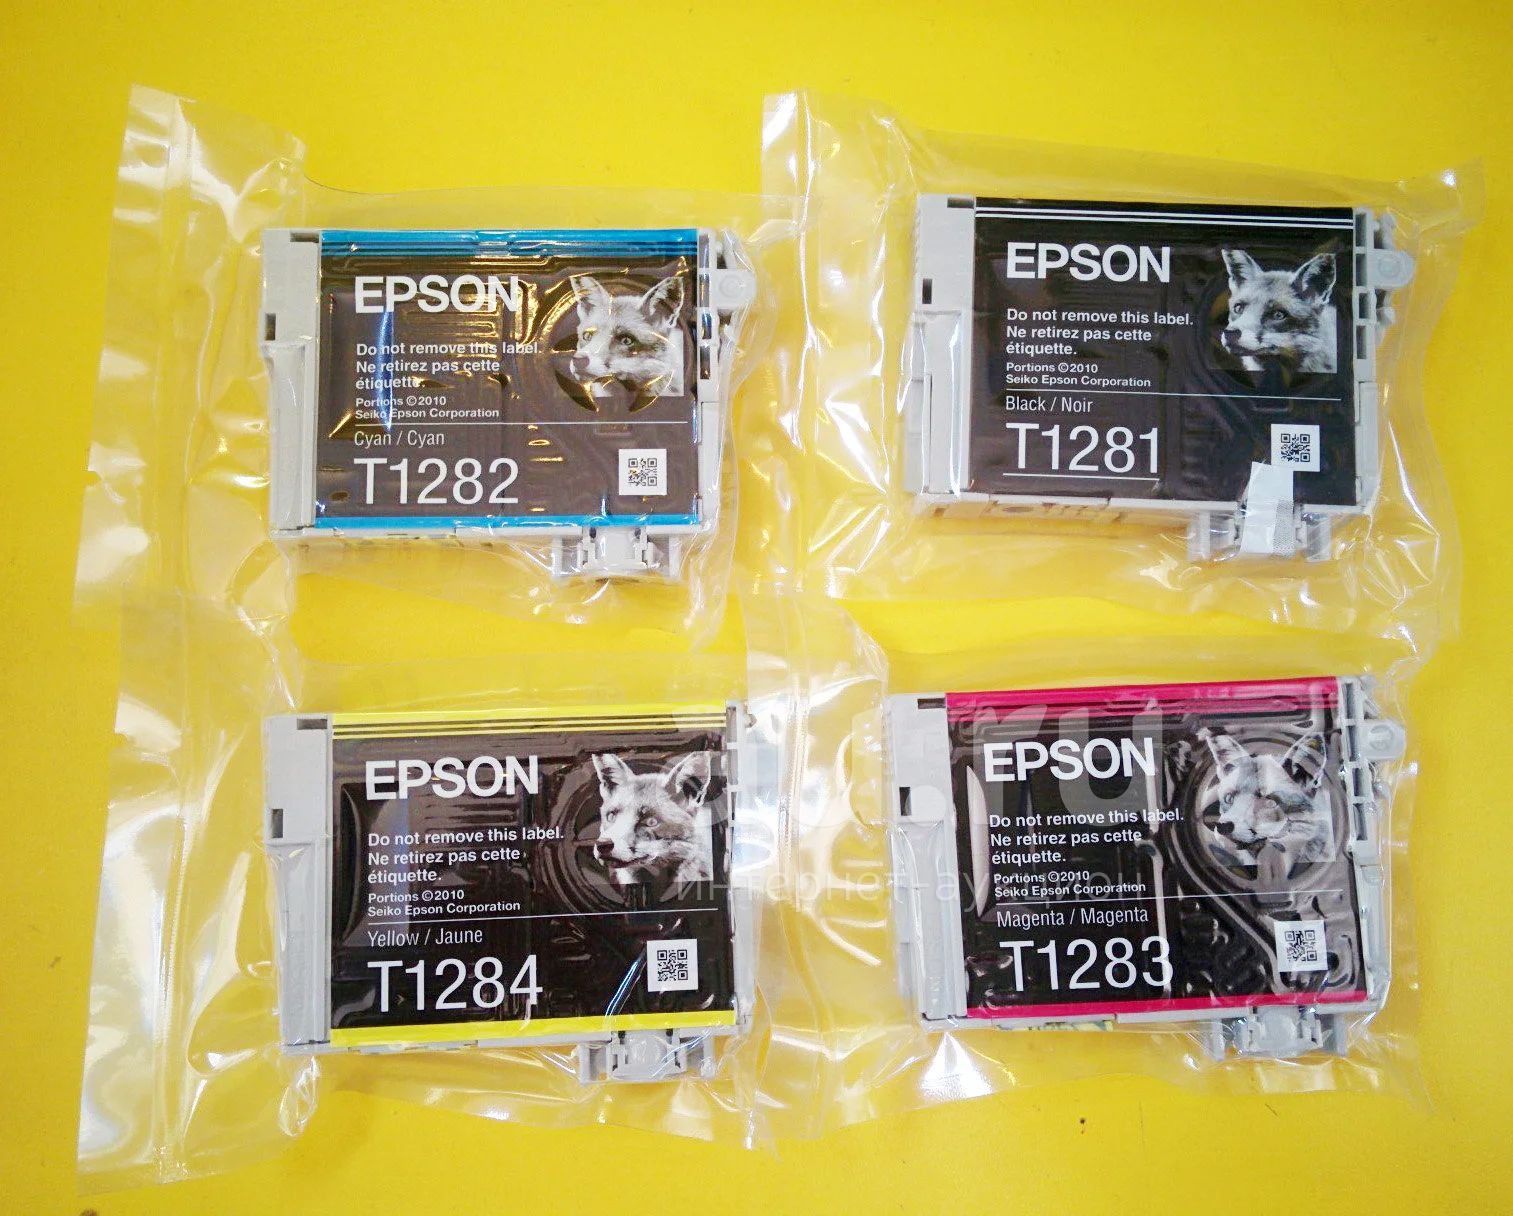 EPSON
Do not remove this label.
Ne retirez pas cette
étiquette.
Portions ©2010
Seiko Epson Corporation
Cyan / Cyan
T1282
EPSON
Do not remove this label.
Ne retirez pas cette
étiquette.
Portions ©2010
Seiko Epson Corporation
Black / Noir
T1281
EPSON
Do not remove this label.
Ne retirez pas cette
étiquette.
Portions ©2010
Seiko Epson Corporation
Yellow / Jaune
T1284
EPSON
Do not remove this label.
Ne retirez pas cette
étiquette.
Portions ©2010
Seiko Epson Corporation
Magenta / Magenta
T1283
au.ru
интернет-аукцион